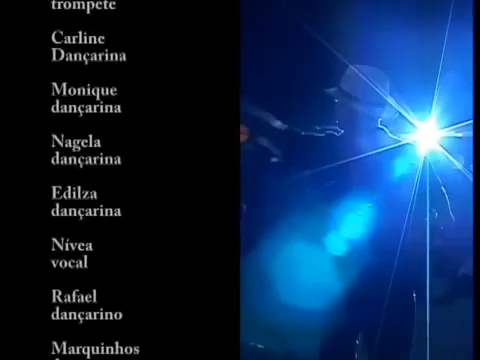 trompete
Carline
Dançarina
Monique
dançarina
Nagela
dançarina
Edilza
dançarina
Nívea
vocal
Rafael
dançarino
Marquinhos